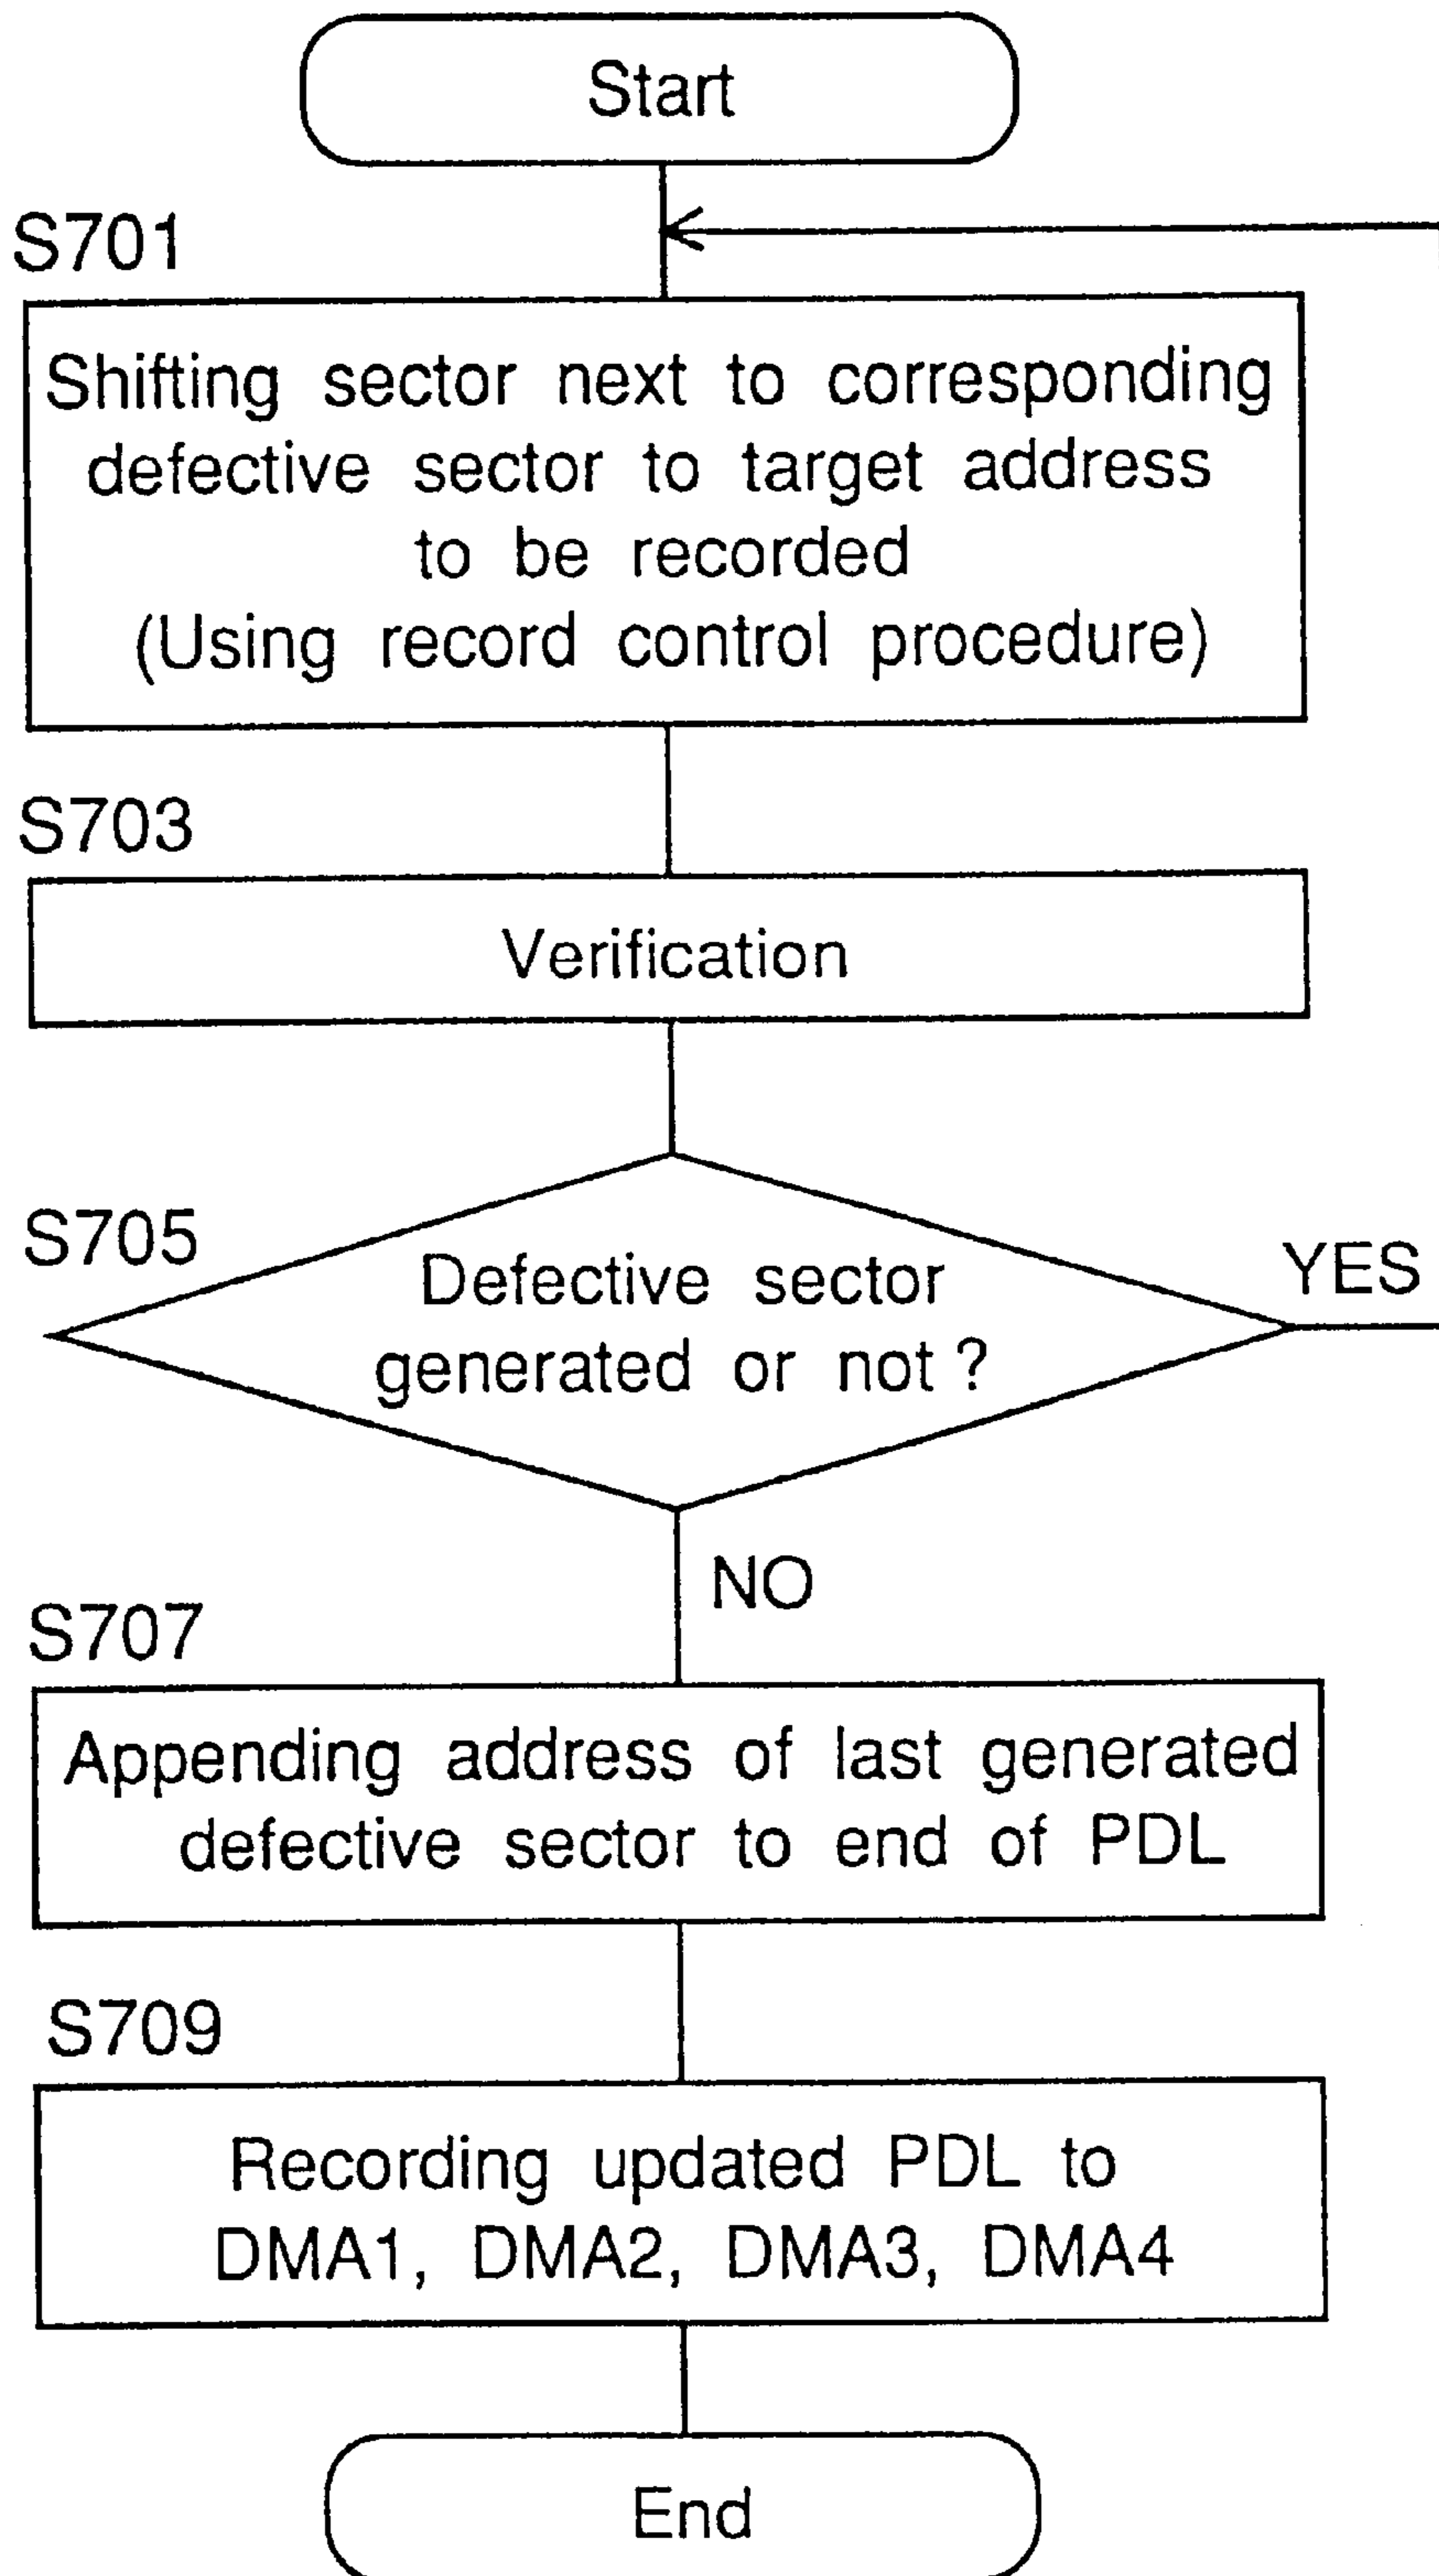 Start
S701
Shifting sector next to corresponding
defective sector to target address
to be recorded
(Using record control procedure)
S703
Verification
S705
Defective sector
generated or not ?
YES
NO
S707
Appending address of last generated
defective sector to end of PDL
S709
Recording updated PDL to
DMA1, DMA2, DMA3, DMA4
End